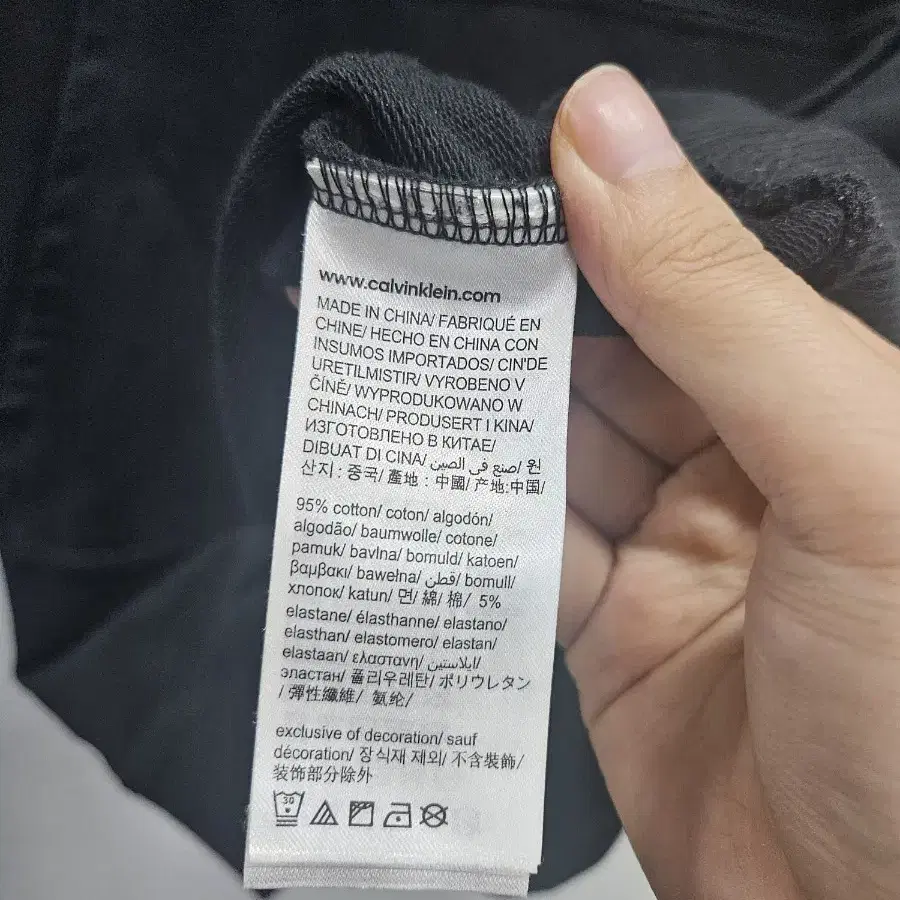 www.calvinklein.com
MADE IN CHINA/ FABRIQUÉ EN
CHINE/ HECHO EN CHINA CON
INSUMOS IMPORTADOS/ CIN'DE
URETILMISTIR/ VYROBENO V
ČÍNĚ/ WYPRODUKOWANO W
CHINACH/ PRODUSERT I KINA/
ИЗГОТОВЛЕНО В КИТАЕ/
DIBUAT DI CINA/ صنع في الصين/ 원
산지 : 중국/ 產地 : 中國/ 产地:中国/
95% cotton/ coton/ algodón/
algodão/ baumwolle/ cotone/
pamuk/ bavlna/ bomuld/ katoen/
βαμβακι/ bawełna/ قطن/ bomull/
хлопок/ katun/ 면/ 綿/ 棉/ 5%
elastane/ élasthanne/ elastano/
elasthan/ elastomero/ elastan/
elastaan/ ελαστανη/ ايلاستين/
эластан/ 폴리우레탄/ ポリウレタン
/ 彈性纖維/ 氨纶/
exclusive of decoration/ sauf
décoration/ 장식재 제외/ 不含裝飾/
装饰部分除外
30